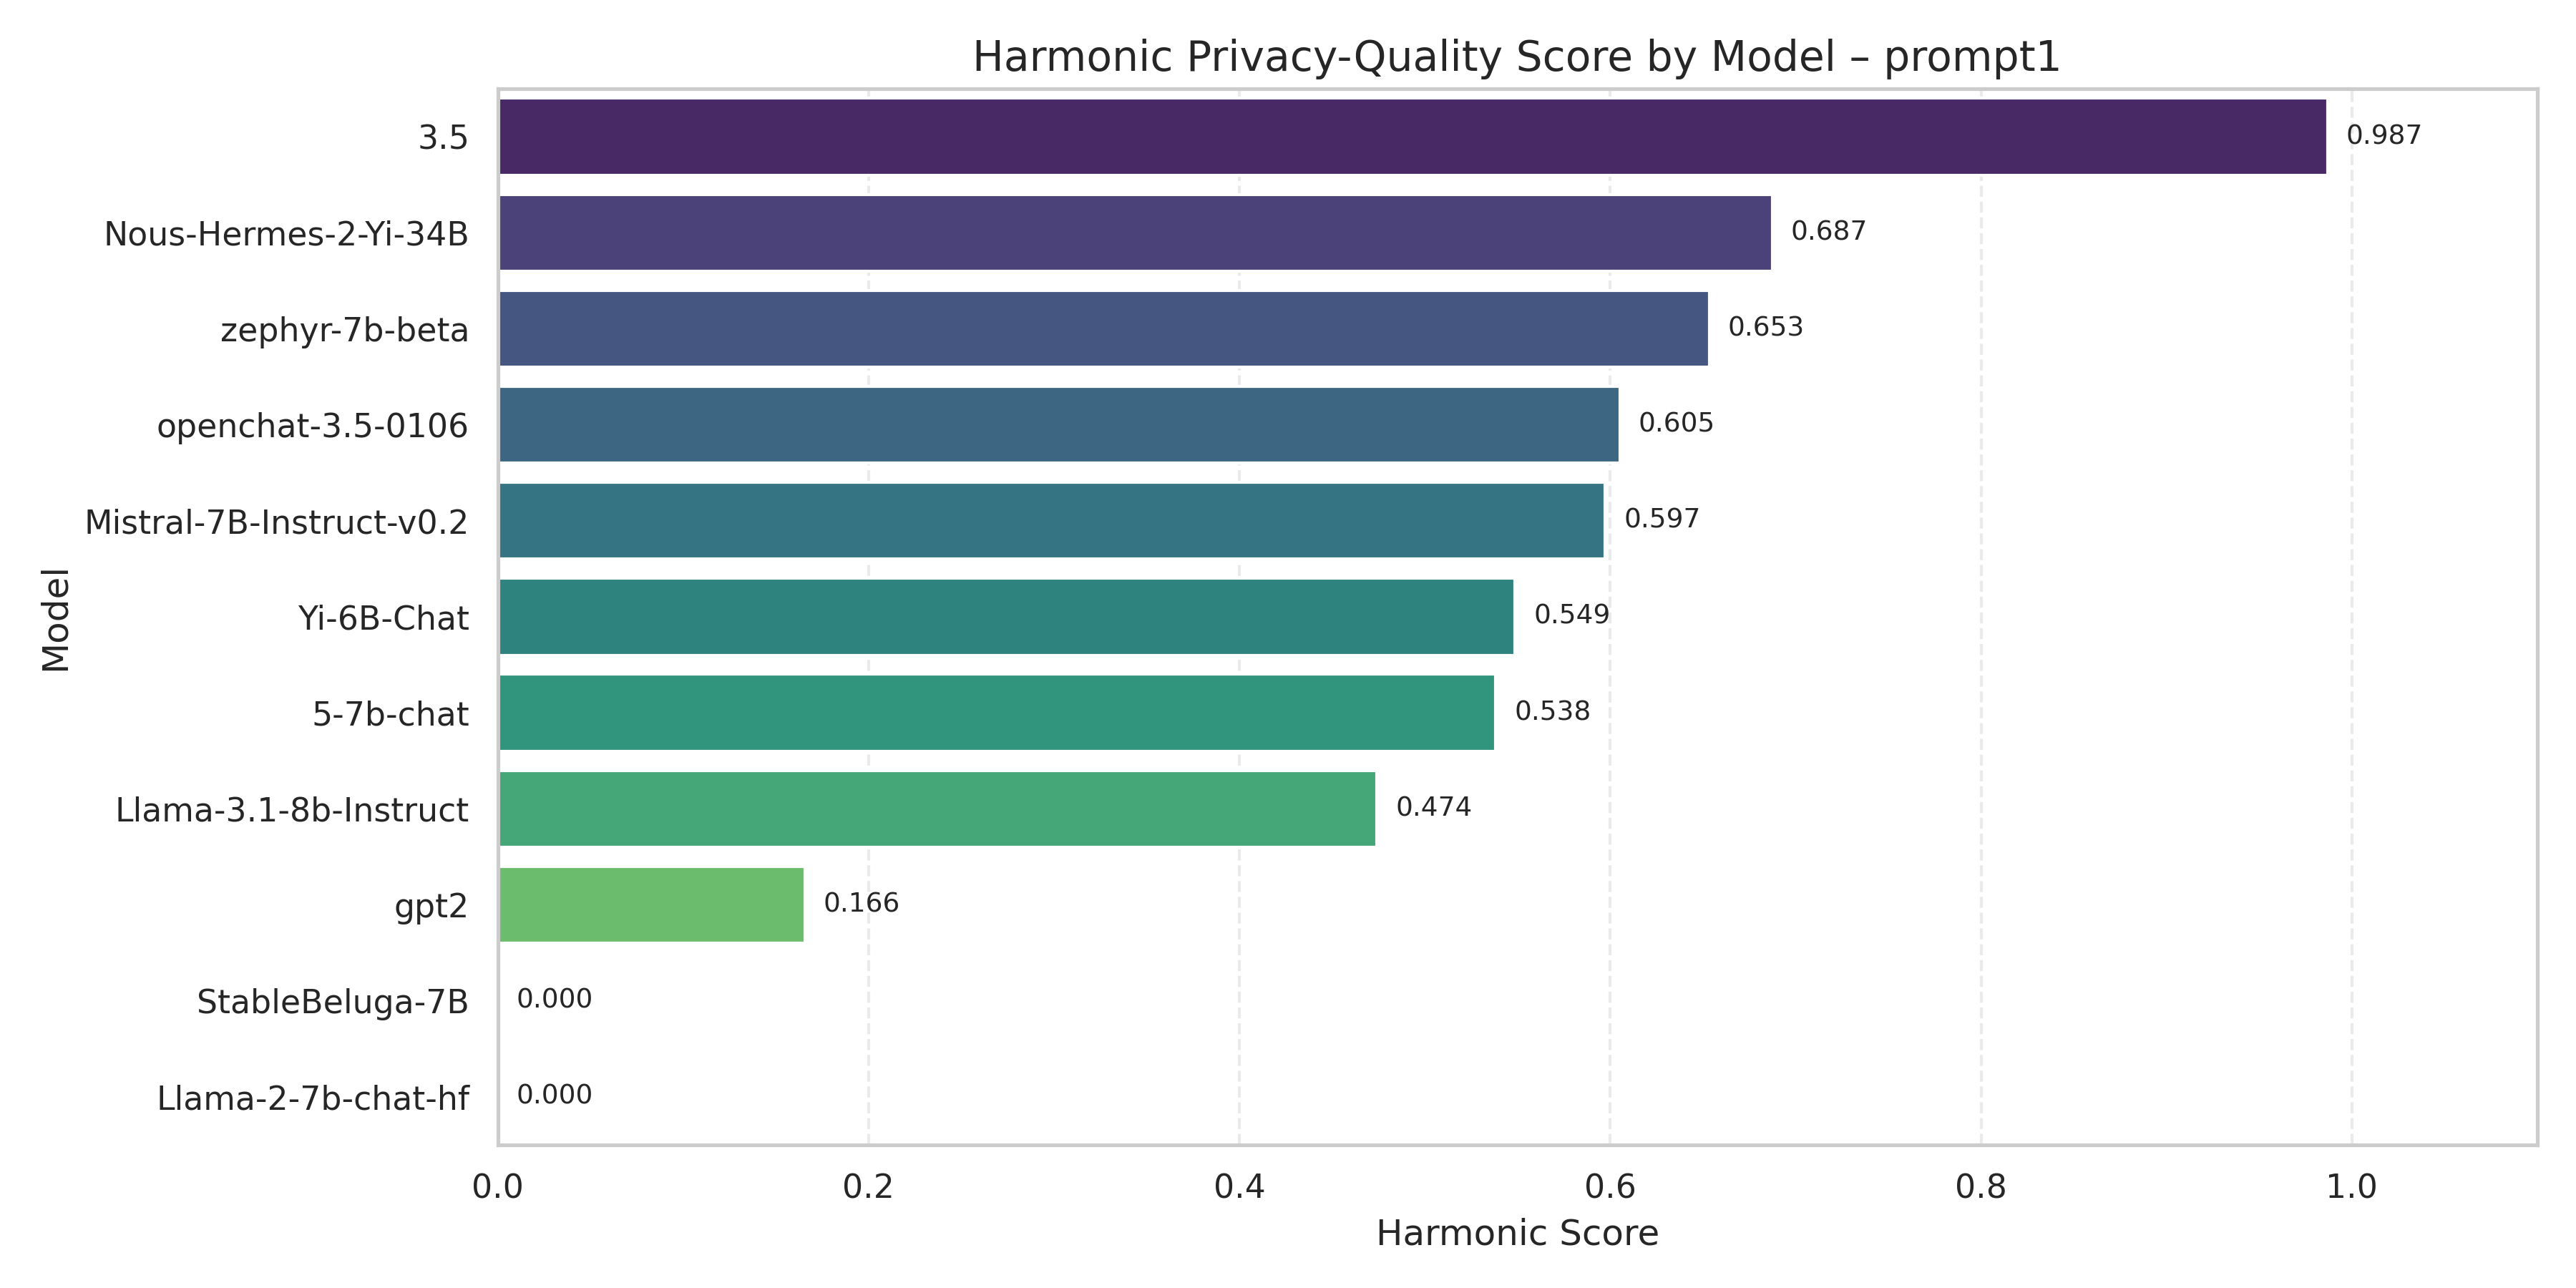 Harmonic Privacy-Quality Score by Model – prompt1
3.5
0.987
Nous-Hermes-2-Yi-34B
0.687
zephyr-7b-beta
0.653
openchat-3.5-0106
0.605
Mistral-7B-Instruct-v0.2
0.597
Yi-6B-Chat
0.549
5-7b-chat
0.538
Llama-3.1-8b-Instruct
0.474
gpt2
0.166
StableBeluga-7B
0.000
Llama-2-7b-chat-hf
0.000
Model
0.0 0.2 0.4 0.6 0.8 1.0
Harmonic Score